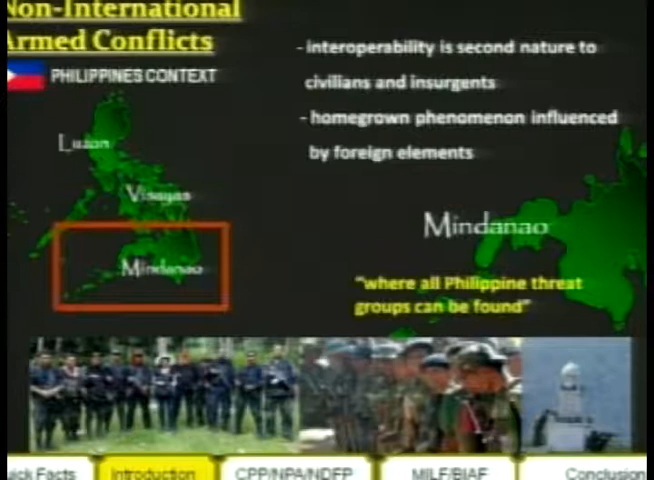 Non-International
Armed Conflicts
PHILIPPINES CONTEXT
- interoperability is second nature to
civilians and insurgents
- homegrown phenomenon influenced
by foreign elements
Luzon
Visayas
Mindanao
Mindanao
"where all Philippine threat
groups can be found"
uick Facts
Introduction
CPP/NPA/NDFP
MILF/BIAF
Conclusion